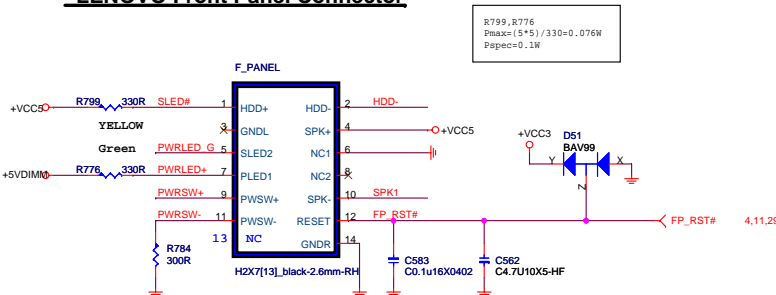 LENOVO Front Panel Connector
R799,R776
Pmax=(5*5)/330=0.076W
Pspec=0.1W
F_PANEL
+VCC5 R799 330R SLED# 1 HDD+ HDD- 2 HDD-
YELLOW 3 GNDL SPK+ 4 +VCC5
Green PWRLED_G 5 SLED2 NC1 6
+5VDIMM R776 330R PWRLED+ 7 PLED1 NC2 8
PWRSW+ 9 PWSW+ SPK- 10 SPK1
PWRSW- 11 PWSW- RESET 12 FP_RST#
13 NC GNDR 14
H2X7[13]_black-2.6mm-RH
R784
300R
+VCC3
D51
BAV99
Y X
Z
FP_RST# 4,11,29
C583
C0.1u16X0402
C562
C4.7U10X5-HF